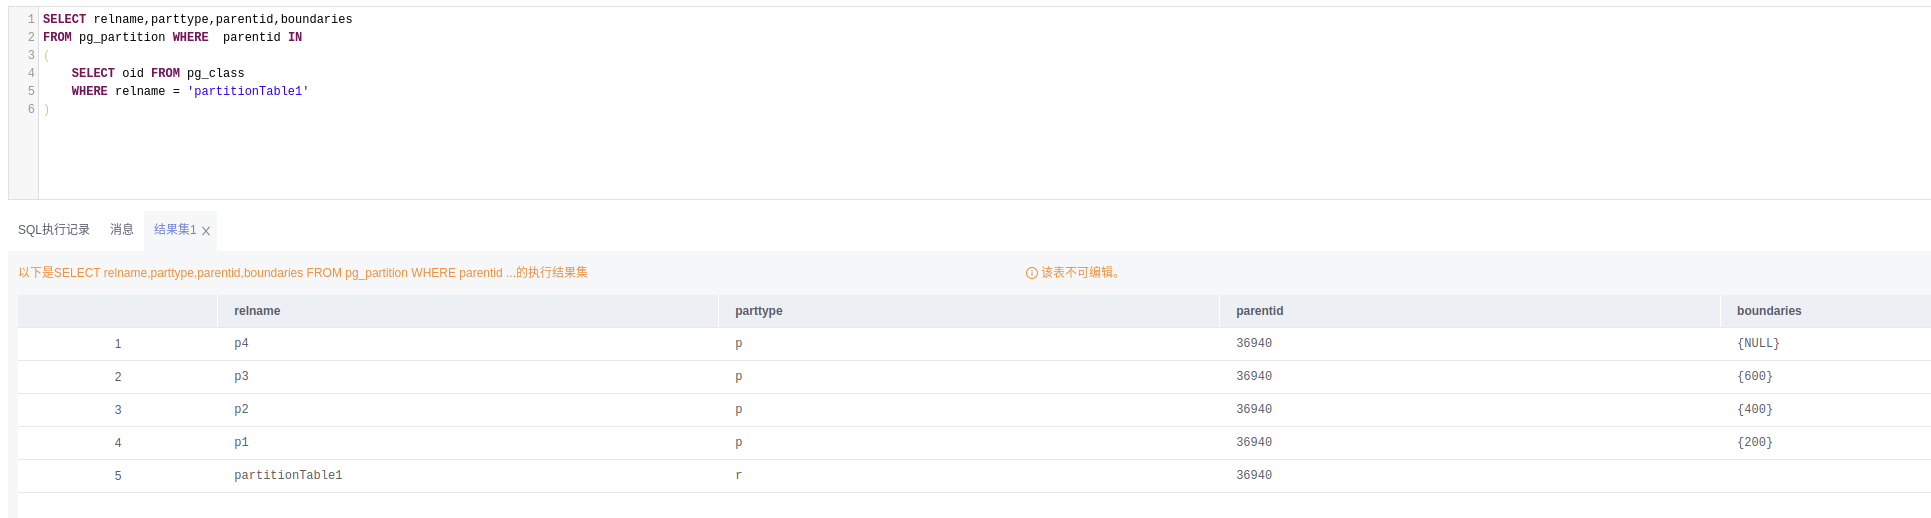 1 SELECT relname,parttype,parentid,boundaries
2 FROM pg_partition WHERE  parentid IN
3 (
4     SELECT oid FROM pg_class
5     WHERE relname = 'partitionTable1'
6 )
SQL执行记录 消息 结果集1 X
以下是SELECT relname,parttype,parentid,boundaries FROM pg_partition WHERE parentid ...的执行结果集 该表不可编辑。
relname parttype parentid boundaries
1 p4 p 36940 {NULL}
2 p3 p 36940 {600}
3 p2 p 36940 {400}
4 p1 p 36940 {200}
5 partitionTable1 r 36940